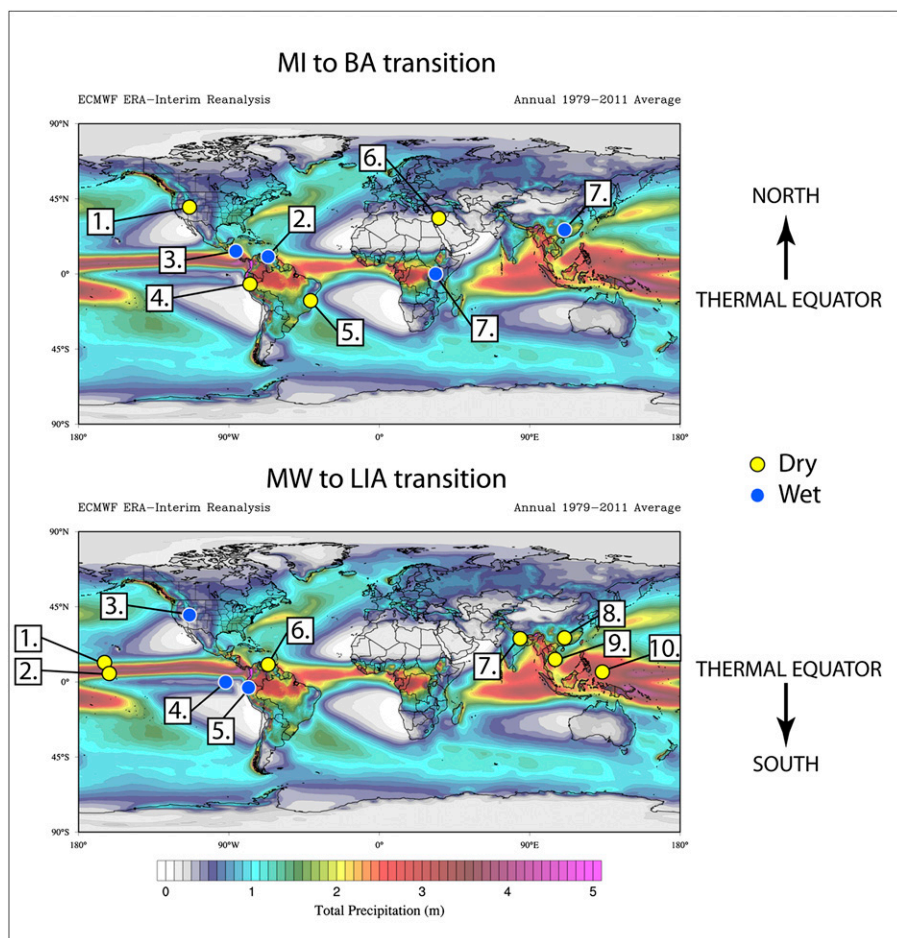 MI to BA transition
ECMWF ERA-Interim Reanalysis Annual 1979-2011 Average
90°N
45°N
0°
45°S
90°S
180° 90°W 0° 90°E 180°
1.
2.
3.
4.
5.
6.
7.
7.
NORTH
THERMAL EQUATOR
MW to LIA transition
ECMWF ERA-Interim Reanalysis Annual 1979-2011 Average
90°N
45°N
0°
45°S
90°S
180° 90°W 0° 90°E 180°
1.
2.
3.
4.
5.
6.
7.
8.
9.
10.
Dry
Wet
THERMAL EQUATOR
SOUTH
0 1 2 3 4 5
Total Precipitation (m)